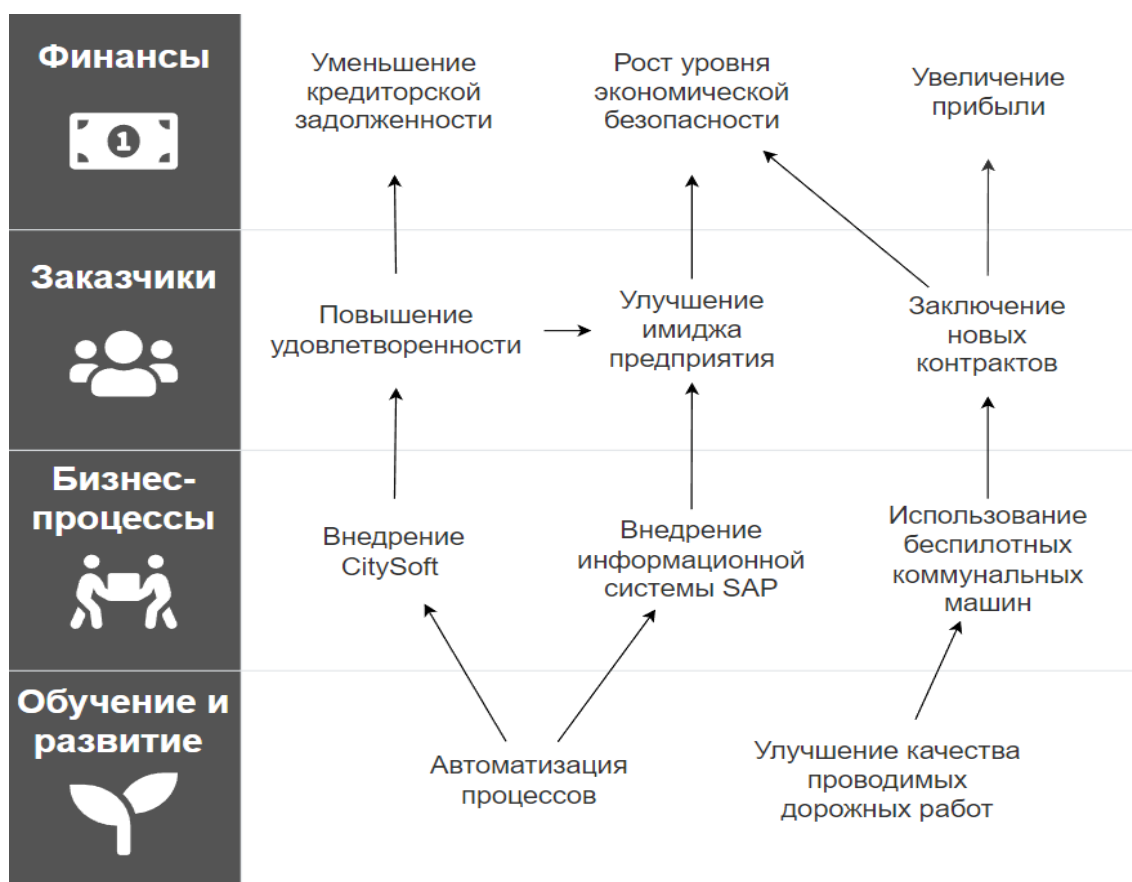 Финансы
1
Уменьшение
кредиторской
задолженности
Рост уровня
экономической
безопасности
Увеличение
прибыли
Заказчики
Повышение
удовлетворенности
Улучшение
имиджа
предприятия
Заключение
новых
контрактов
Бизнес-
процессы
Внедрение
CitySoft
Внедрение
информационной
системы SAP
Использование
беспилотных
коммунальных
машин
Обучение и
развитие
Автоматизация
процессов
Улучшение качества
проводимых
дорожных работ